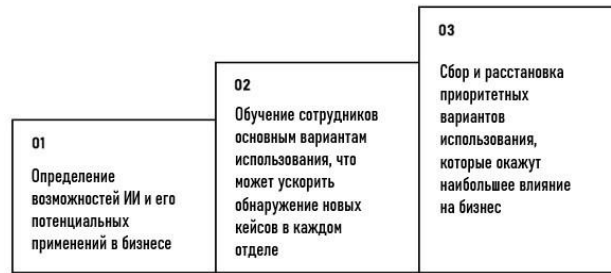 01
Определение
возможностей ИИ и его
потенциальных
применений в бизнесе
02
Обучение сотрудников
основным вариантам
использования, что
может ускорить
обнаружение новых
кейсов в каждом
отделе
03
Сбор и расстановка
приоритетных
вариантов
использования,
которые окажут
наибольшее влияние
на бизнес